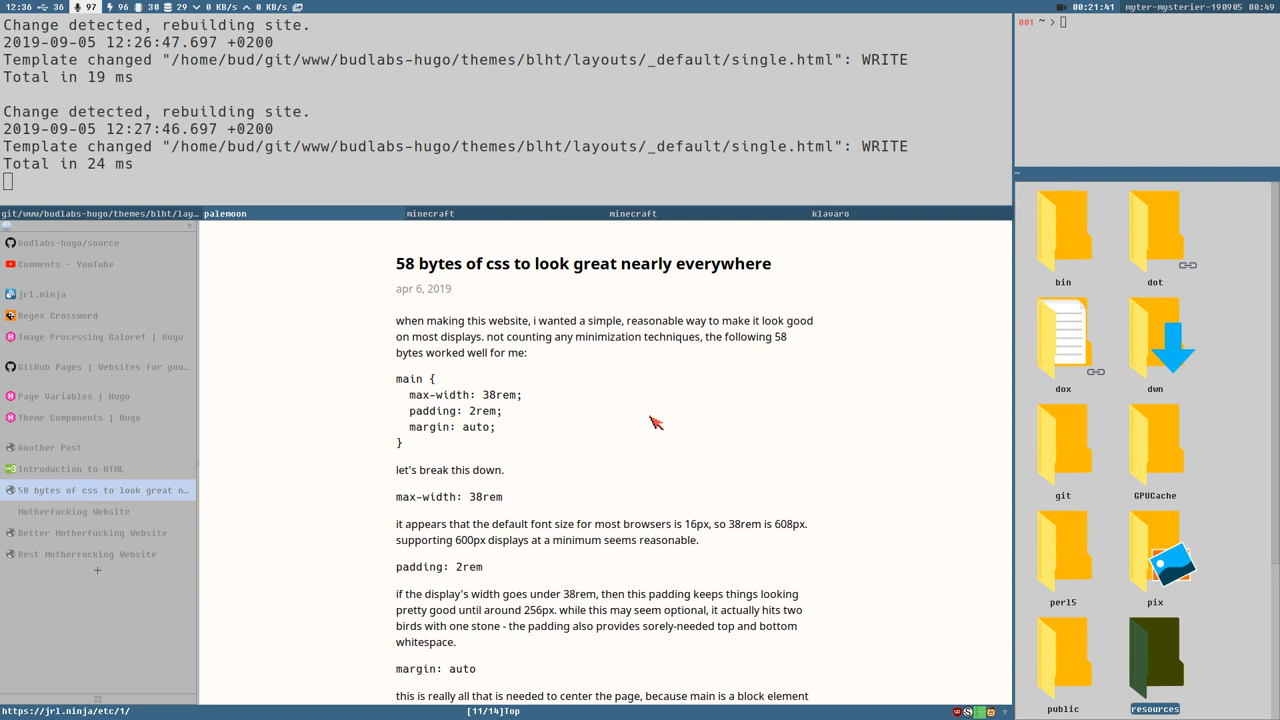 12:36 36 97 96 30 29 0 KB/s 0 KB/s
00:21:41 myter-mysterier-190905 00:49
Change detected, rebuilding site.
2019-09-05 12:26:47.697 +0200
Template changed "/home/bud/git/www/budlabs-hugo/themes/blht/layouts/_default/single.html": WRITE
Total in 19 ms
Change detected, rebuilding site.
2019-09-05 12:27:46.697 +0200
Template changed "/home/bud/git/www/budlabs-hugo/themes/blht/layouts/_default/single.html": WRITE
Total in 24 ms
001 ~ >
~
git/www/budlabs-hugo/themes/blht/lay… palemoon minecraft minecraft klavaro
budlabs-hugo/source
Comments - YouTube
jrl.ninja
Regex Crossword
Image Processing Galore! | Hugo
GitHub Pages | Websites for you…
Page Variables | Hugo
Theme Components | Hugo
Another Post
Introduction to HTML
58 bytes of css to look great n…
Motherfucking Website
Better Motherfucking Website
Best Motherfucking Website
58 bytes of css to look great nearly everywhere
apr 6, 2019
when making this website, i wanted a simple, reasonable way to make it look good
on most displays. not counting any minimization techniques, the following 58
bytes worked well for me:
main {
max-width: 38rem;
padding: 2rem;
margin: auto;
}
let's break this down.
max-width: 38rem
it appears that the default font size for most browsers is 16px, so 38rem is 608px.
supporting 600px displays at a minimum seems reasonable.
padding: 2rem
if the display's width goes under 38rem, then this padding keeps things looking
pretty good until around 256px. while this may seem optional, it actually hits two
birds with one stone - the padding also provides sorely-needed top and bottom
whitespace.
margin: auto
this is really all that is needed to center the page, because main is a block element
https://jrl.ninja/etc/1/ [11/14]Top
bin dot
dox dwn
git GPUCache
perl5 pix
public resources